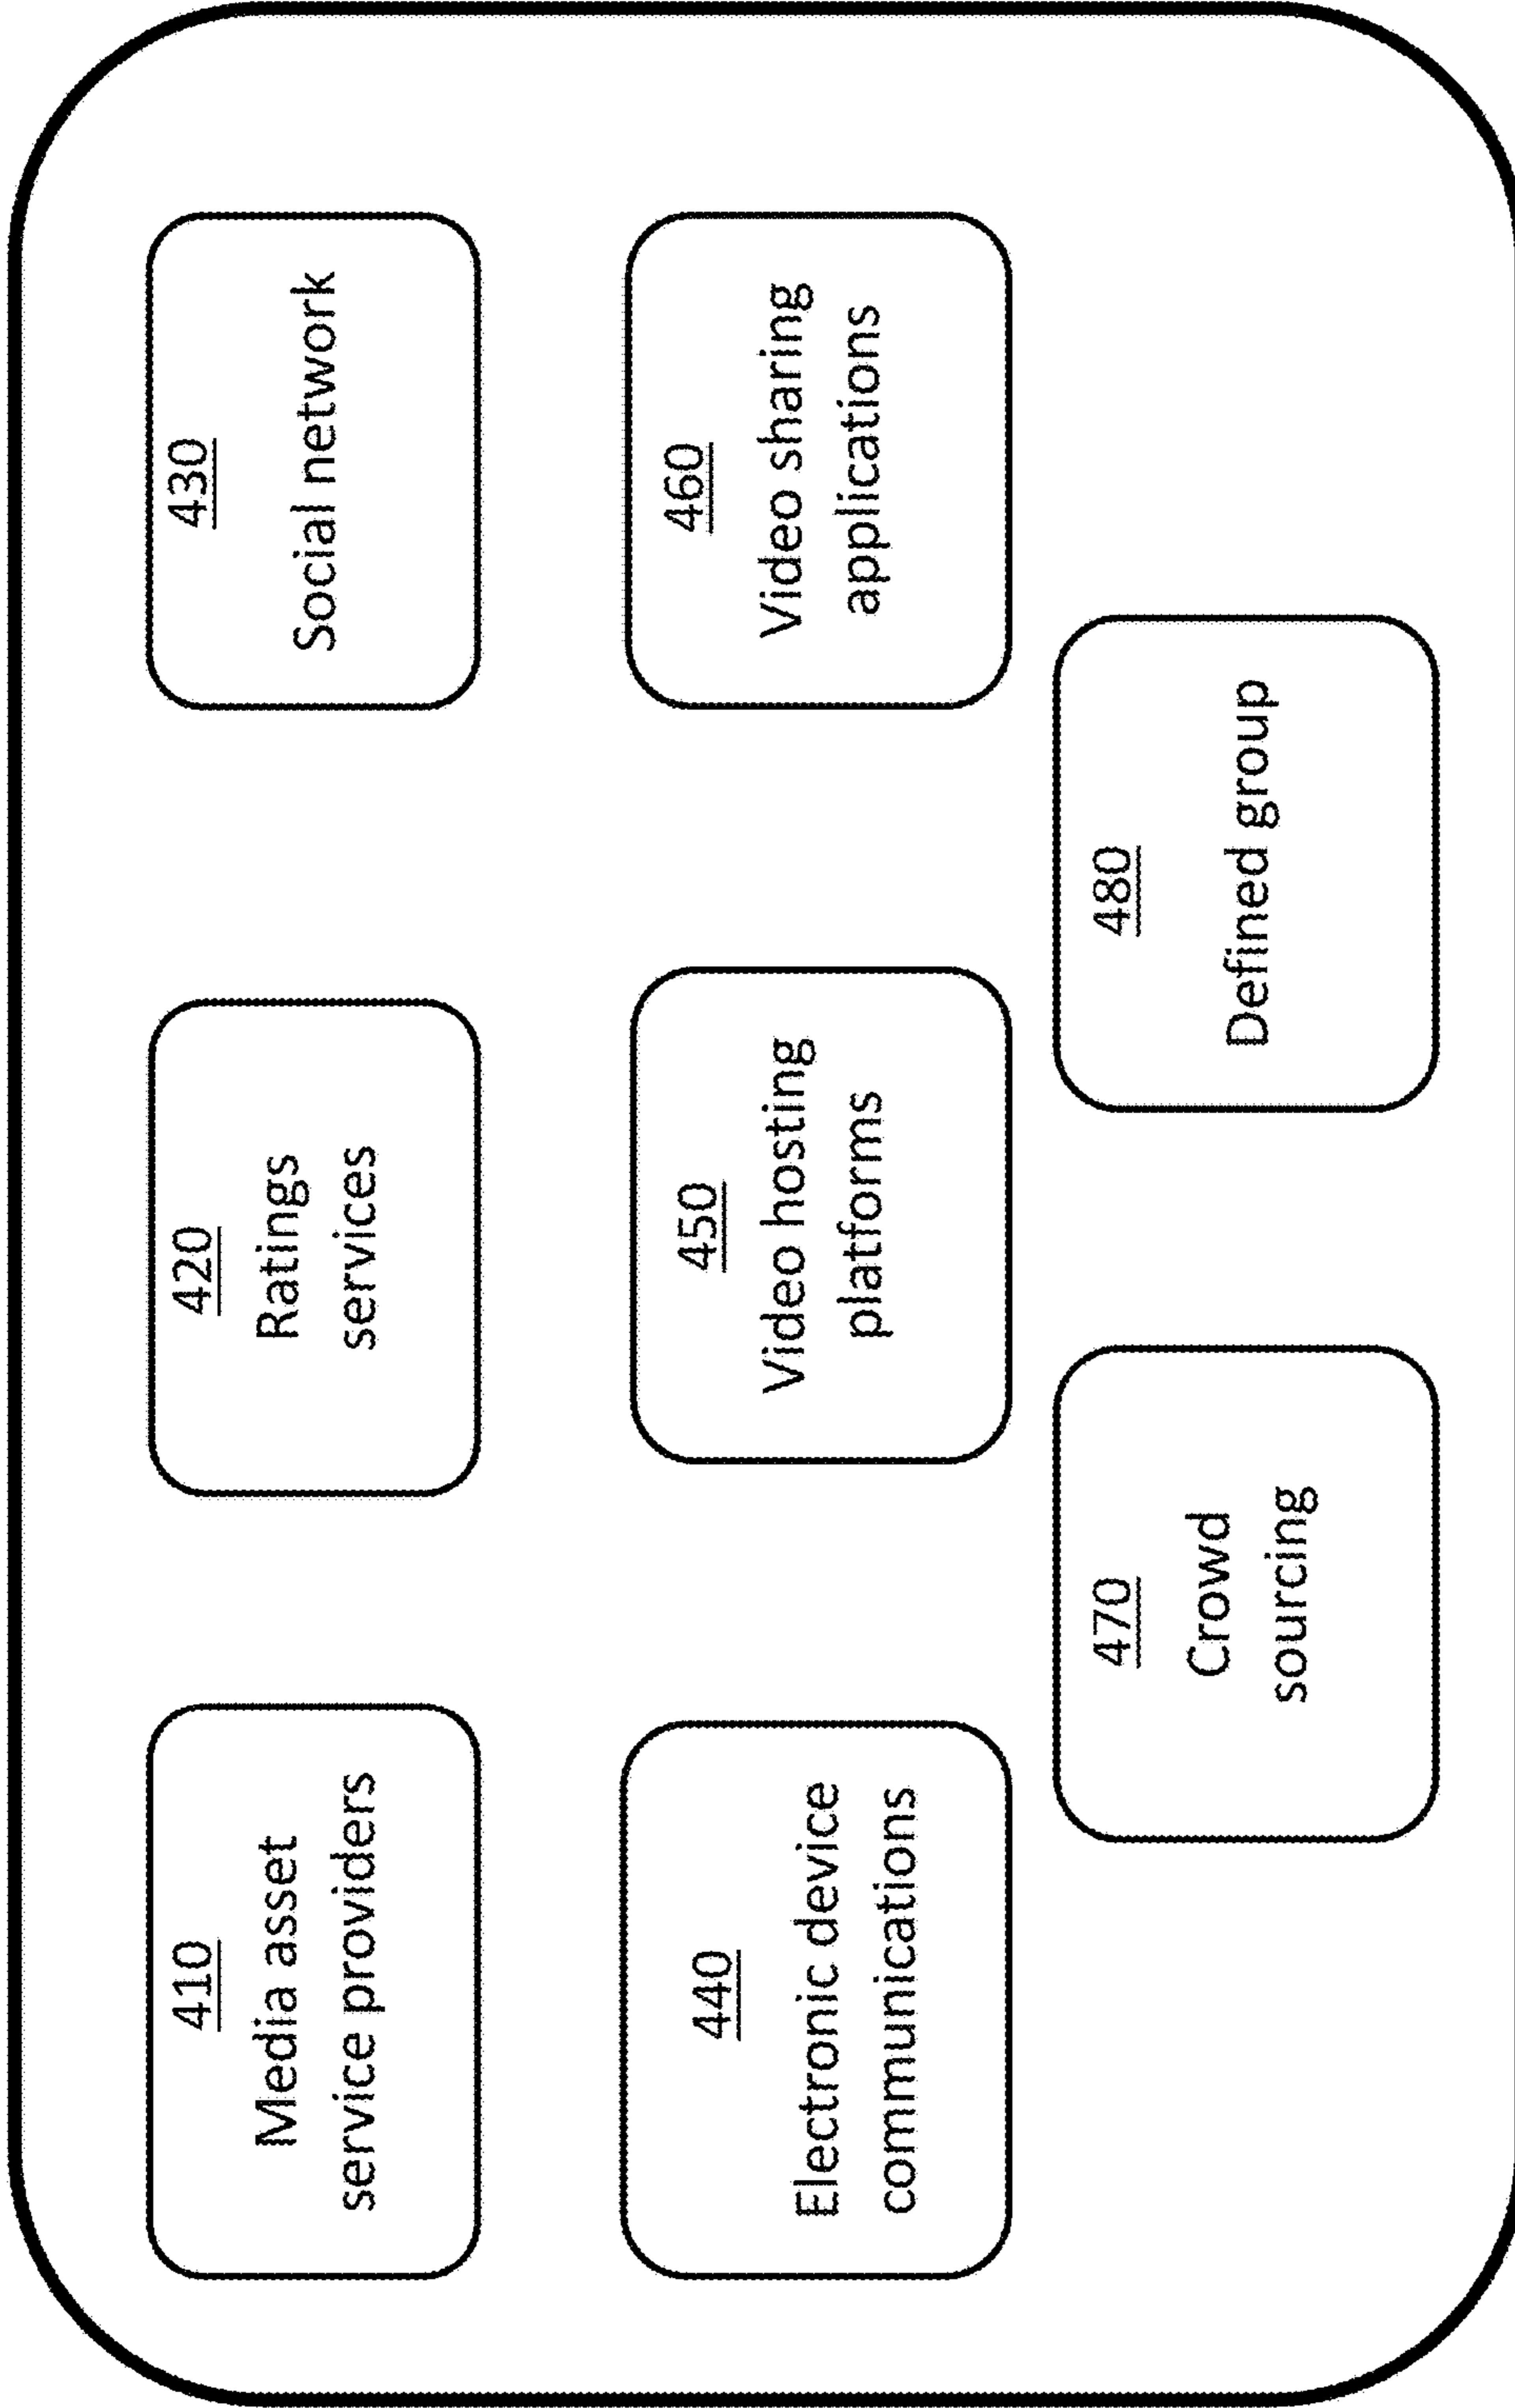 410
Media asset
service providers
420
Ratings
services
430
Social network
440
Electronic device
communications
450
Video hosting
platforms
460
Video sharing
applications
470
Crowd
sourcing
480
Defined group